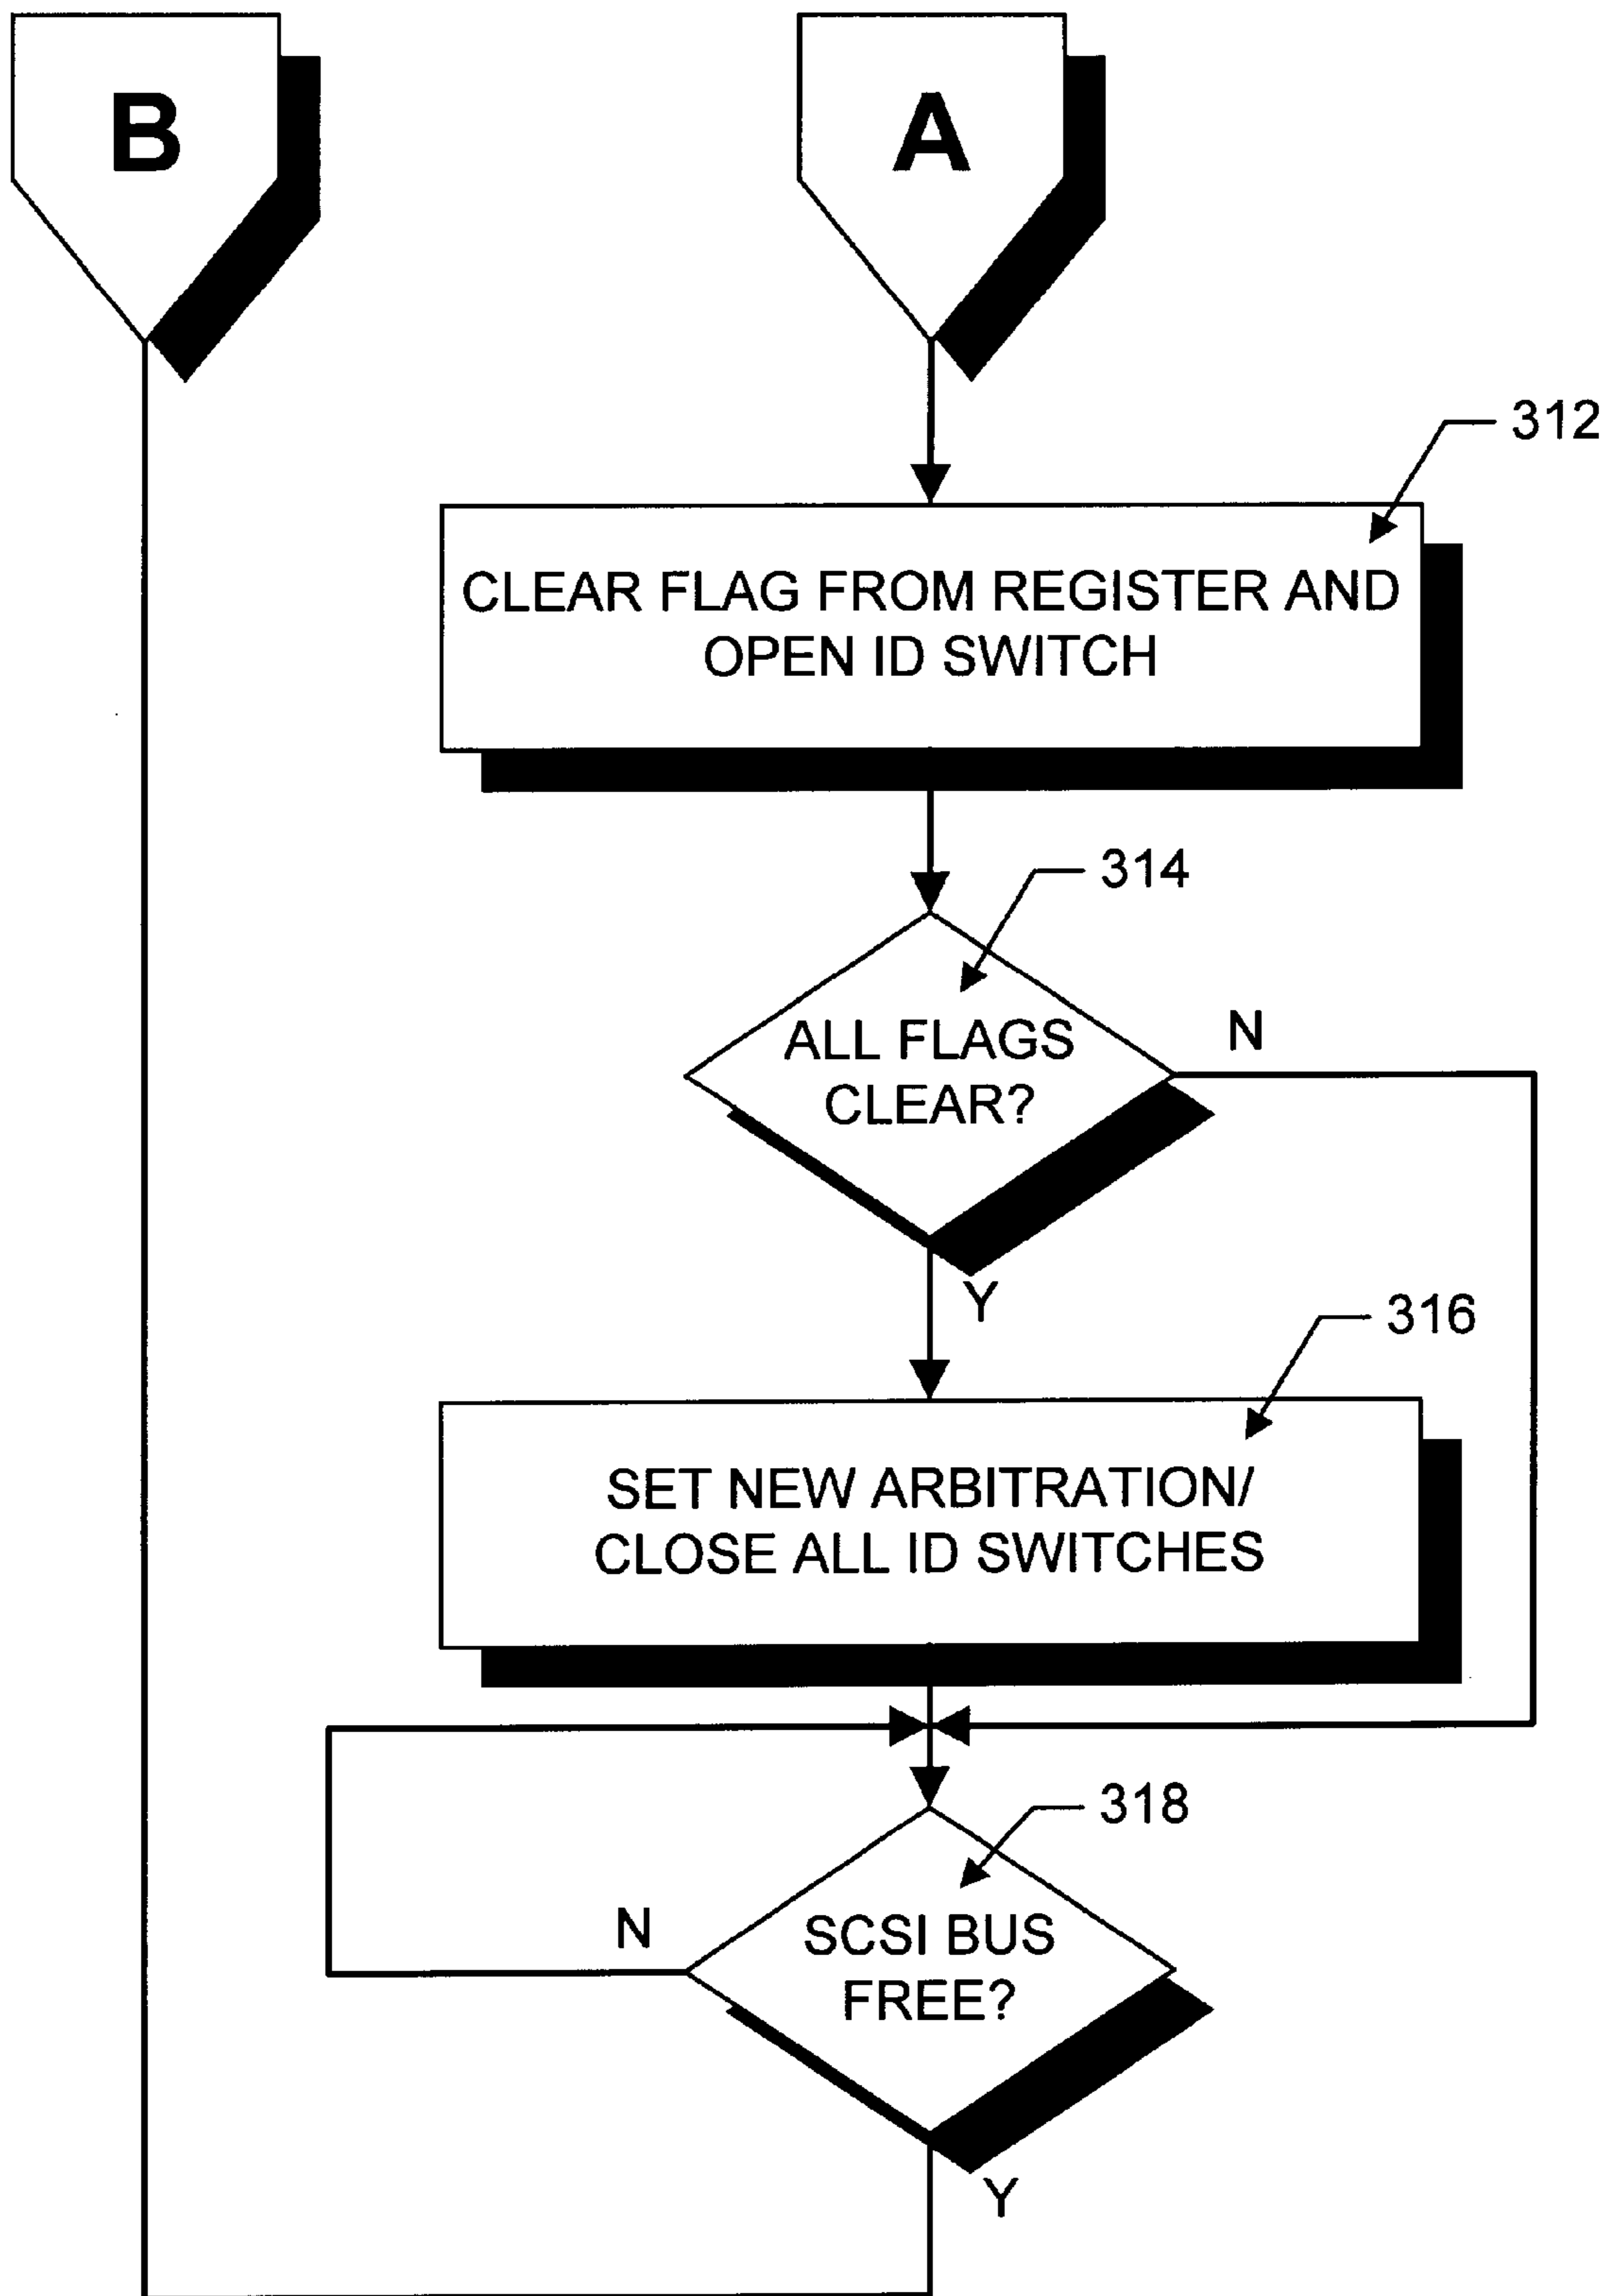 B
A
312
CLEAR FLAG FROM REGISTER AND
OPEN ID SWITCH
314
ALL FLAGS
CLEAR?
N
Y
316
SET NEW ARBITRATION/
CLOSE ALL ID SWITCHES
318
N
SCSI BUS
FREE?
Y